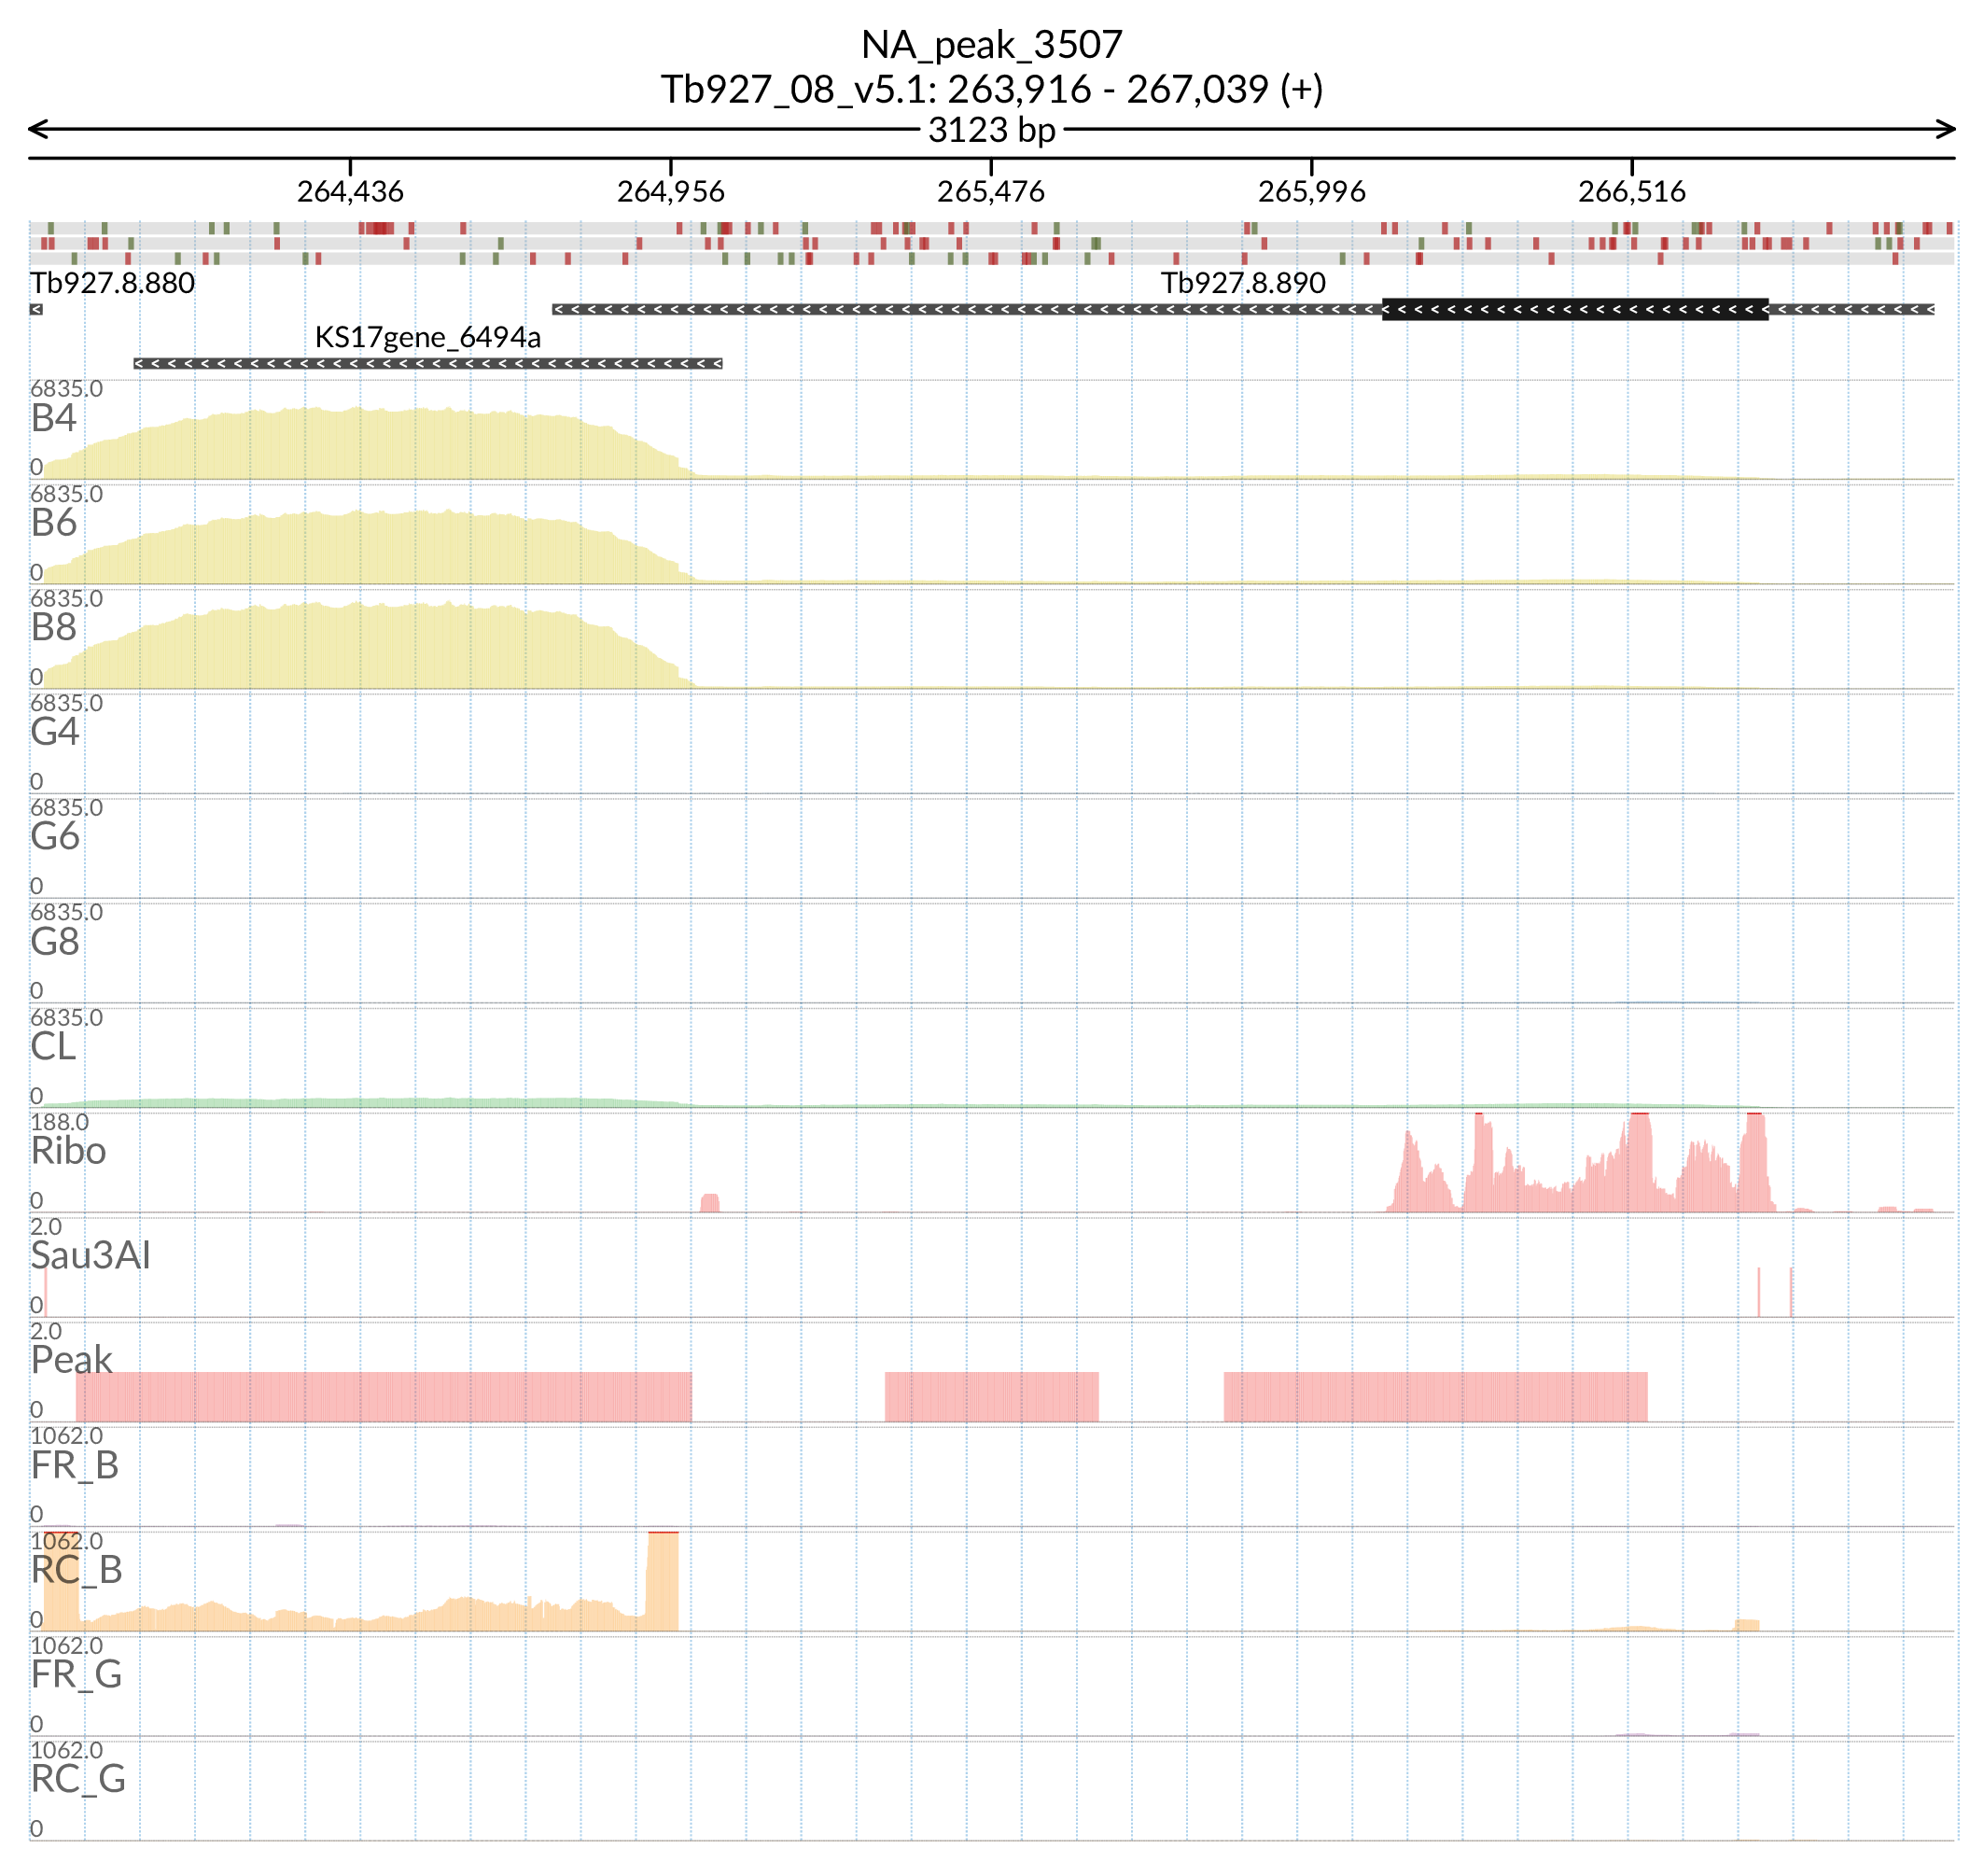 NA_peak_3507
Tb927_08_v5.1: 263,916 - 267,039 (+)
3123 bp
264,436 264,956 265,476 265,996 266,516
Tb927.8.880 Tb927.8.890
KS17gene_6494a
6835.0
B4
0
6835.0
B6
0
6835.0
B8
0
6835.0
G4
0
6835.0
G6
0
6835.0
G8
0
6835.0
CL
0
188.0
Ribo
0
2.0
Sau3AI
0
2.0
Peak
0
1062.0
FR_B
0
1062.0
RC_B
0
1062.0
FR_G
0
1062.0
RC_G
0